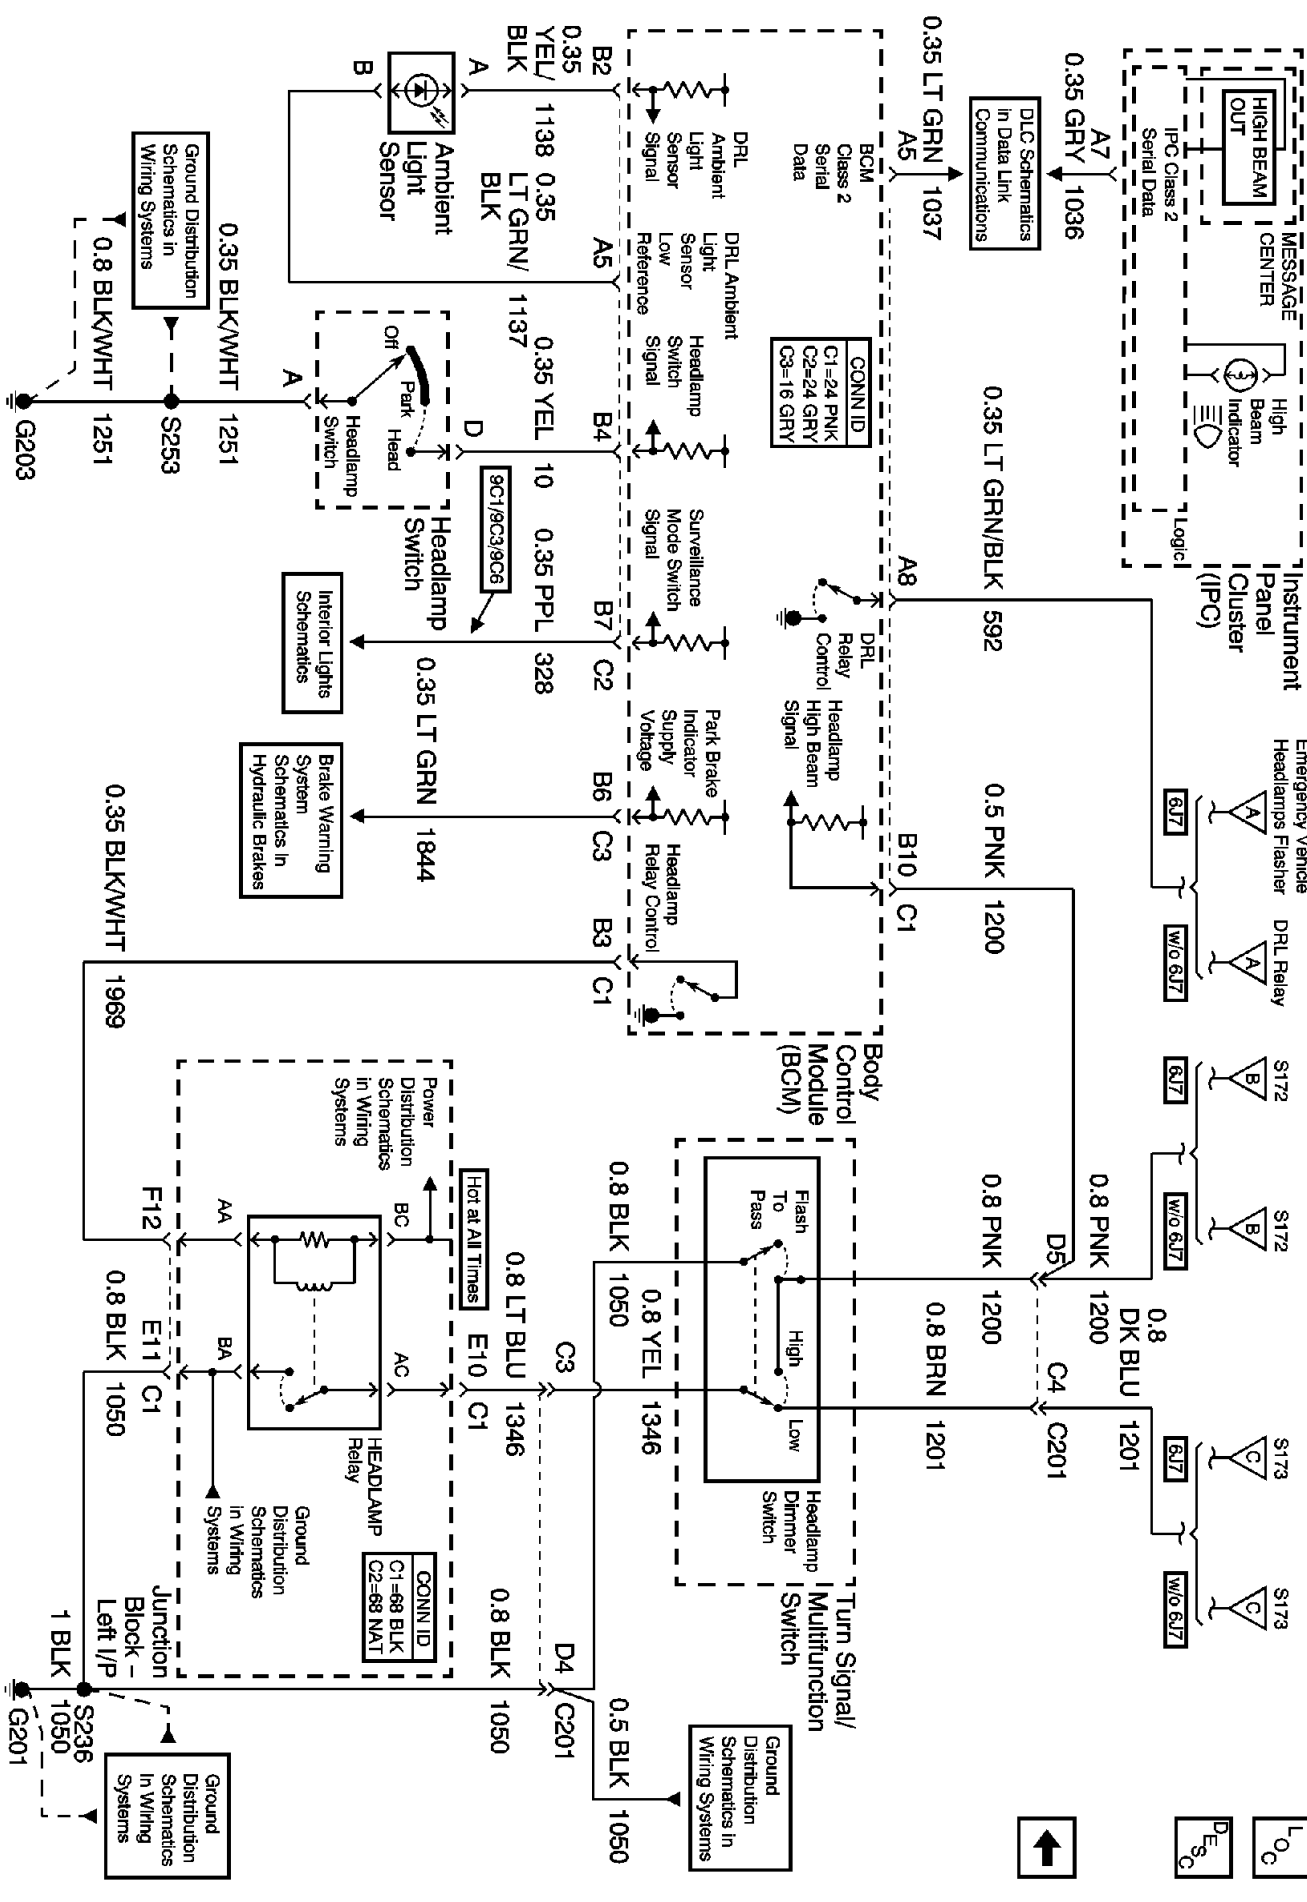 Instrument
Panel
Cluster
(IPC)
MESSAGE
CENTER
HIGH BEAM
OUT
High
Beam
Indicator
IPC Class 2
Serial Data
Logic
A7
0.35 GRY
1036
DLC Schematics
in Data Link
Communications
0.35 LT GRN
1037
A5
Emergency Vehicle
Headlamps Flasher
A
6J7
DRL Relay
A
w/o 6J7
S172
B
6J7
S172
B
w/o 6J7
S173
C
6J7
S173
C
w/o 6J7
LOC
DESC
0.35 LT GRN/BLK
592
A8
0.5 PNK
1200
B10
C1
0.8 PNK
1200
0.8
DK BLU
1201
D5
C4
C201
0.8 PNK
1200
0.8 BRN
1201
BCM
Class 2
Serial
Data
CONN ID
C1=24 PNK
C2=24 GRY
C3=16 GRY
DRL
Relay
Control
Headlamp
High Beam
Signal
Body
Control
Module
(BCM)
DRL
Ambient
Light
Sensor
Signal
DRL Ambient
Light
Sensor
Low
Reference
Headlamp
Switch
Signal
Surveillance
Mode Switch
Signal
Park Brake
Indicator
Supply
Voltage
Headlamp
Relay Control
B2
A5
B4
B7
C2
B6
C3
B3
C1
0.35
YEL/
BLK
1138
0.35
LT GRN/
BLK
1137
0.35 YEL
10
0.35 PPL
328
9C1/9C3/9C6
0.35 LT GRN
1844
A
B
Ambient
Light
Sensor
D
Headlamp
Switch
Off
Park
Head
Headlamp
Switch
A
Interior Lights
Schematics
Brake Warning
System
Schematics In
Hydraulic Brakes
Ground Distribution
Schematics in
Wiring Systems
0.35 BLK/WHT
1251
S253
0.8 BLK/WHT
1251
G203
0.35 BLK/WHT
1969
Flash
To
Pass
High
Low
Headlamp
Dimmer
Switch
Turn Signal/
Multifunction
Switch
0.8 BLK
1050
0.8 YEL
1346
C3
D4
C201
0.5 BLK
1050
Ground
Distribution
Schematics in
Wiring Systems
0.8 LT BLU
1346
0.8 BLK
1050
Hot at All Times
E10
C1
Power
Distribution
Schematics
in Wiring
Systems
BC
AC
HEADLAMP
Relay
CONN ID
C1=68 BLK
C2=68 NAT
AA
BA
Ground
Distribution
Schematics
in Wiring
Systems
F12
E11
C1
Junction
Block –
Left I/P
0.8 BLK
1050
1 BLK
1050
S236
G201
Ground
Distribution
Schematics
In Wiring
Systems